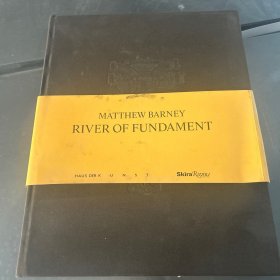 MATTHEW BARNEY
RIVER OF FUNDAMENT
HAUS DER K U N S T Skira Rizzoli